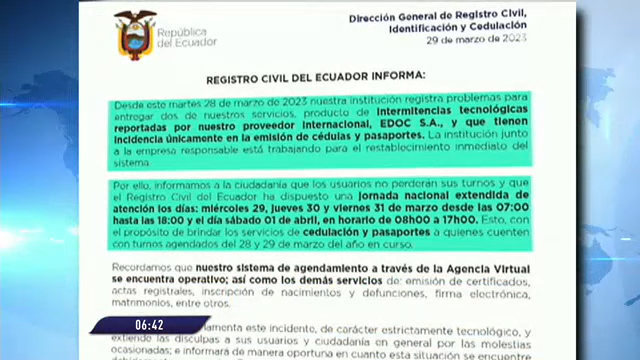 República
del Ecuador
Dirección General de Registro Civil,
Identificación y Cedulación
29 de marzo de 2023
REGISTRO CIVIL DEL ECUADOR INFORMA:
Desde este martes 28 de marzo de 2023 nuestra institución registra problemas para
entregar dos de nuestros servicios, producto de intermitencias tecnológicas
reportadas por nuestro proveedor internacional, EDOC S.A., y que tienen
incidencia únicamente en la emisión de cédulas y pasaportes. La institución junto
a la empresa responsable está trabajando para el restablecimiento inmediato del
sistema.
Por ello, informamos a la ciudadanía que los usuarios no perderán sus turnos y que
el Registro Civil del Ecuador ha dispuesto una jornada nacional extendida de
atención los días: miércoles 29, jueves 30 y viernes 31 de marzo desde las 07:00
hasta las 18:00 y el día sábado 01 de abril, en horario de 08h00 a 17h00. Esto, con
el propósito de brindar los servicios de cedulación y pasaportes a quienes cuenten
con turnos agendados del 28 y 29 de marzo del año en curso.
Recordamos que nuestro sistema de agendamiento a través de la Agencia Virtual
se encuentra operativo; así como los demás servicios de: emisión de certificados,
actas registrales, inscripción de nacimientos y defunciones, firma electrónica,
matrimonios, entre otros.
este incidente, de carácter estrictamente tecnológico, y
extiende las disculpas a sus usuarios y ciudadanía en general por las molestias
ocasionadas; e informará de manera oportuna en cuanto esta situación se encuentre
06:42